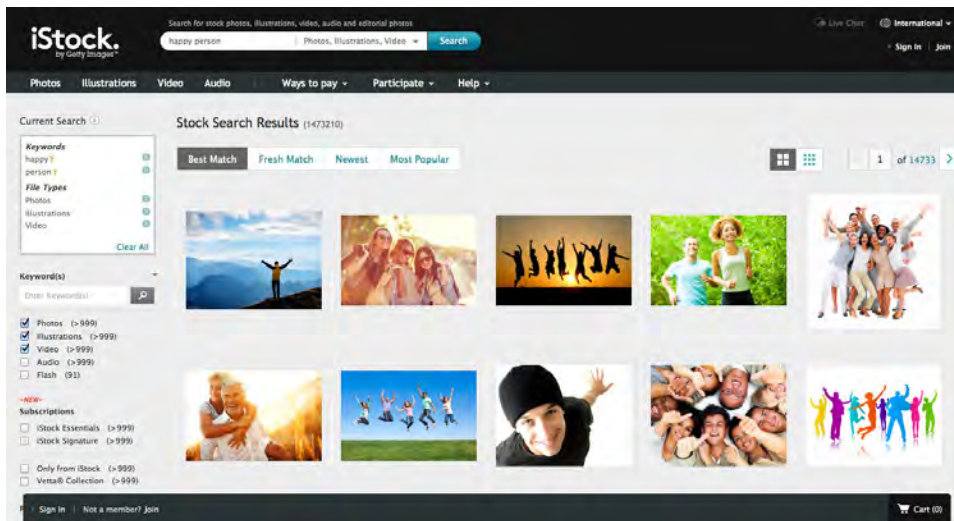 Search for stock photos, illustrations, video, audio and editorial photos
Live Chat International
iStock.
by Getty Images™
happy person Photos, Illustrations, Video Search
Sign In | Join
Photos Illustrations Video Audio Ways to pay Participate Help
Current Search
Stock Search Results (1473210)
Keywords
happy ?
person ?
File Types
Photos
Illustrations
Video
Clear All
Best Match Fresh Match Newest Most Popular
1 of 14733 >
Keyword(s)
Enter Keyword(s)
Photos (>999)
Illustrations (>999)
Video (>999)
Audio (>999)
Flash (91)
~NEW~
Subscriptions
iStock Essentials (>999)
iStock Signature (>999)
Only from iStock (>999)
Vetta® Collection (>999)
Sign In | Not a member? Join
Cart (0)